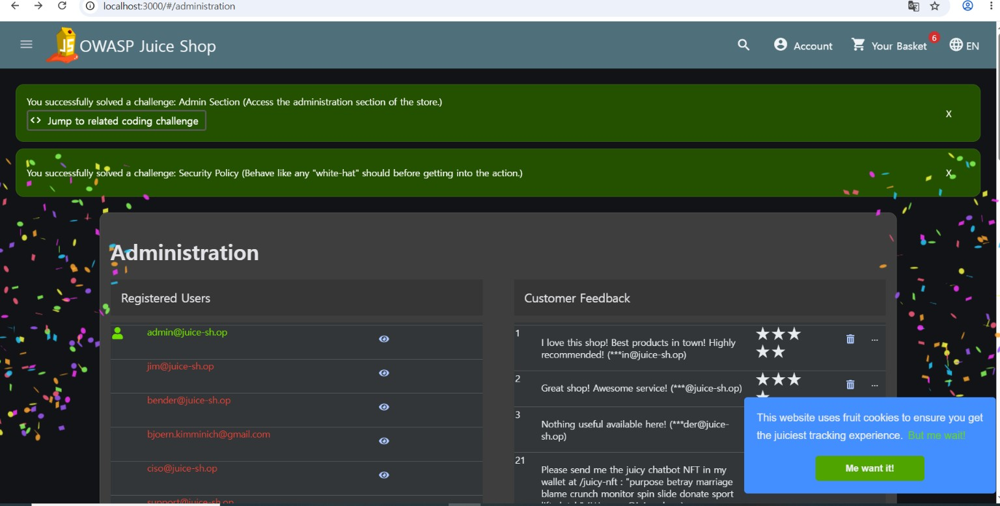 localhost:3000/#/administration
JS
OWASP Juice Shop
Account
Your Basket
6
EN
You successfully solved a challenge: Admin Section (Access the administration section of the store.)
X
<> Jump to related coding challenge
You successfully solved a challenge: Security Policy (Behave like any "white-hat" should before getting into the action.)
X
Administration
Registered Users
admin@juice-sh.op
jim@juice-sh.op
bender@juice-sh.op
bjoern.kimminich@gmail.com
ciso@juice-sh.op
support@juice-sh.op
Customer Feedback
1
I love this shop! Best products in town! Highly
recommended! (***in@juice-sh.op)
...
2
Great shop! Awesome service! (***@juice-sh.op)
...
3
Nothing useful available here! (***der@juice-
sh.op)
21
Please send me the juicy chatbot NFT in my
wallet at /juicy-nft : "purpose betray marriage
blame crunch monitor spin slide donate sport
This website uses fruit cookies to ensure you get
the juiciest tracking experience. But me wait!
Me want it!